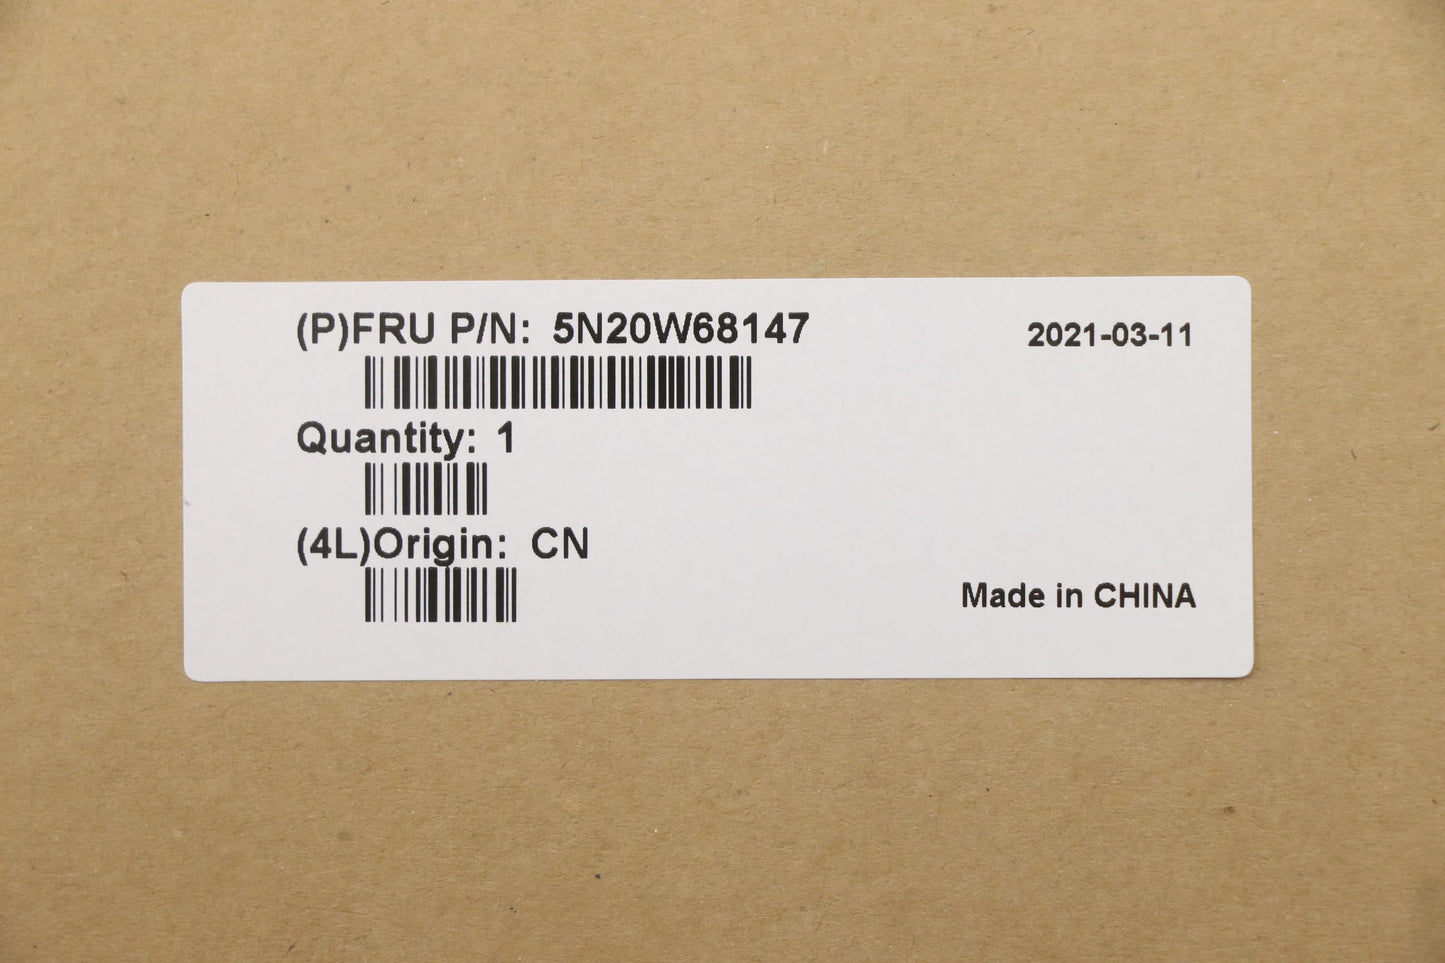 (P)FRU P/N: 5N20W68147
2021-03-11
Quantity: 1
(4L)Origin: CN
Made in CHINA